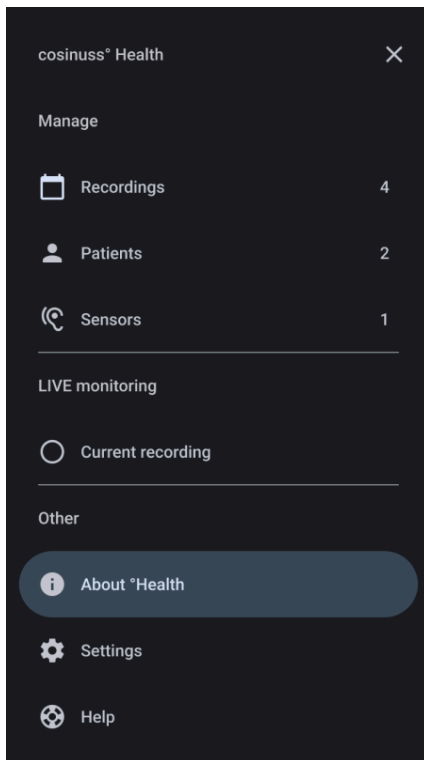 cosinuss° Health
Manage
Recordings 4
Patients 2
Sensors 1
LIVE monitoring
Current recording
Other
About °Health
Settings
Help